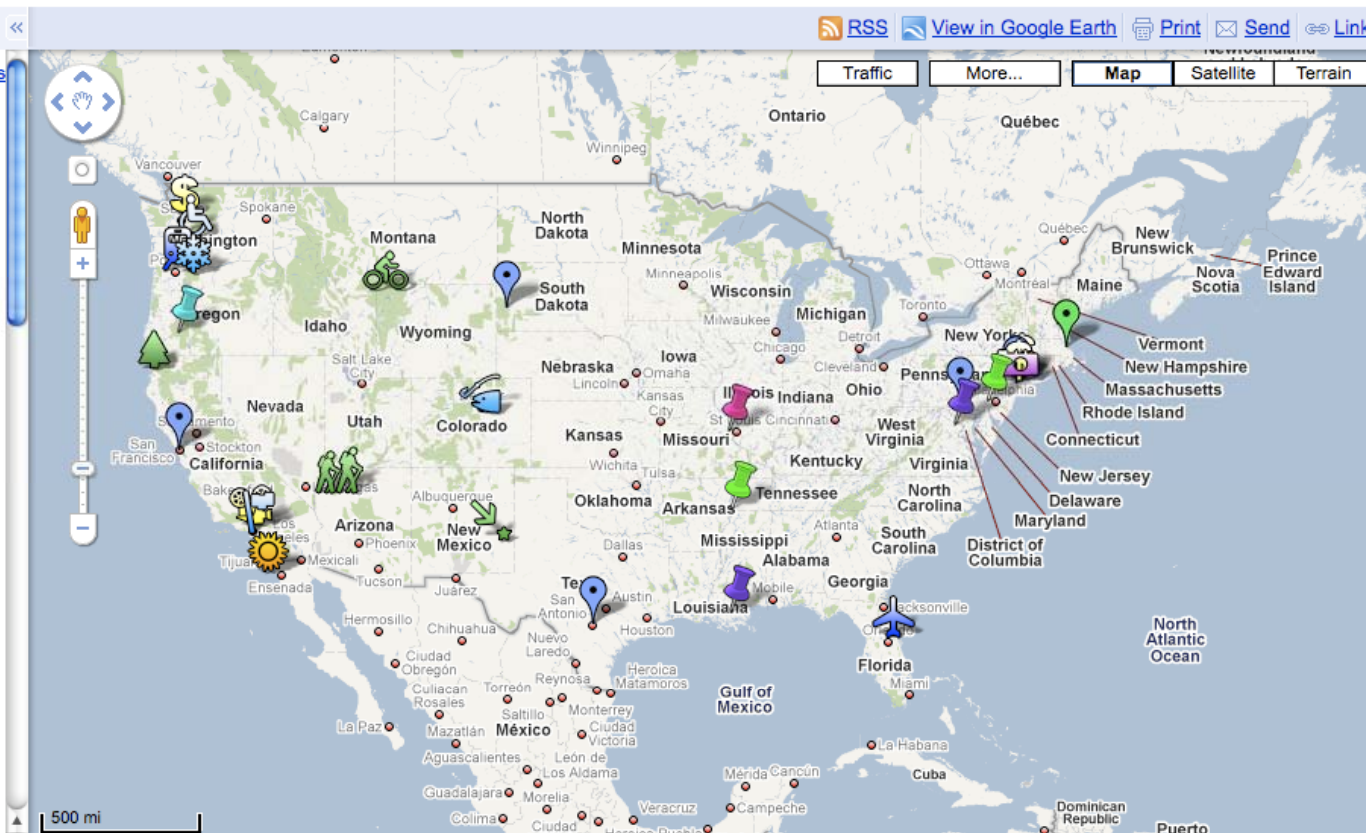 «
RSS
View in Google Earth
Print
Send
Link
Traffic
More...
Map
Satellite
Terrain
Calgary
Ontario
Québec
Winnipeg
Vancouver
Spokane
North
Dakota
Montana
Minnesota
Québec
New
Brunswick
Prince
Edward
Island
Nova
Scotia
Ottawa
Montréal
Maine
Minneapolis
South
Dakota
Wisconsin
Michigan
Toronto
Idaho
Wyoming
Milwaukee
Detroit
New York
Vermont
Salt Lake
City
Nebraska
Iowa
Chicago
Cleveland
New Hampshire
Lincoln
Omaha
Indiana
Ohio
Massachusetts
Nevada
Utah
Colorado
Kansas
City
Rhode Island
San
Francisco
Stockton
California
Kansas
Missouri
Cincinnati
West
Virginia
Connecticut
Wichita
Tulsa
Kentucky
Virginia
New Jersey
Albuquerque
Oklahoma
Arkansas
Tennessee
North
Carolina
Delaware
Maryland
Arizona
Phoenix
New
Mexico
Dallas
Mississippi
Atlanta
South
Carolina
District of
Columbia
Mexicali
Tucson
Alabama
Ensenada
Juárez
San
Antonio
Austin
Louisiana
Mobile
Georgia
Hermosillo
Chihuahua
Houston
North
Atlantic
Ocean
Nuevo
Laredo
Ciudad
Obregón
Reynosa
Heroica
Matamoros
Florida
Miami
Culiacan
Rosales
Torreón
Gulf of
Mexico
La Paz
Saltillo
Monterrey
Mazatlán
México
Ciudad
Victoria
La Habana
Aguascalientes
León de
Los Aldama
Mérida
Cancún
Cuba
Guadalajara
Morelia
Veracruz
Campeche
Dominican
Republic
Colima
Ciudad
Puerto
500 mi